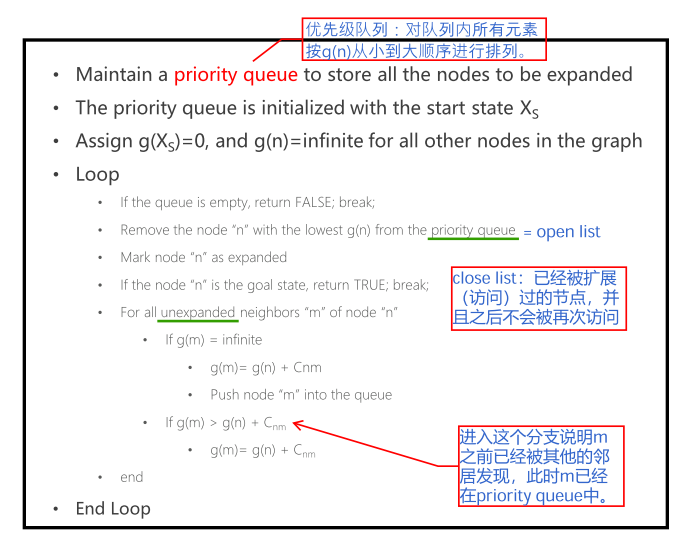 优先级队列：对队列内所有元素
按g(n)从小到大顺序进行排列。
• Maintain a priority queue to store all the nodes to be expanded
• The priority queue is initialized with the start state XS
• Assign g(XS)=0, and g(n)=infinite for all other nodes in the graph
• Loop
• If the queue is empty, return FALSE; break;
• Remove the node “n” with the lowest g(n) from the priority queue = open list
• Mark node “n” as expanded
• If the node “n” is the goal state, return TRUE; break;
close list：已经被扩展
（访问）过的节点，并
且之后不会被再次访问
• For all unexpanded neighbors “m” of node “n”
• If g(m) = infinite
• g(m)= g(n) + Cnm
• Push node “m” into the queue
• If g(m) > g(n) + Cnm
• g(m)= g(n) + Cnm
进入这个分支说明m
之前已经被其他的邻
居发现，此时m已经
在priority queue中。
• end
• End Loop